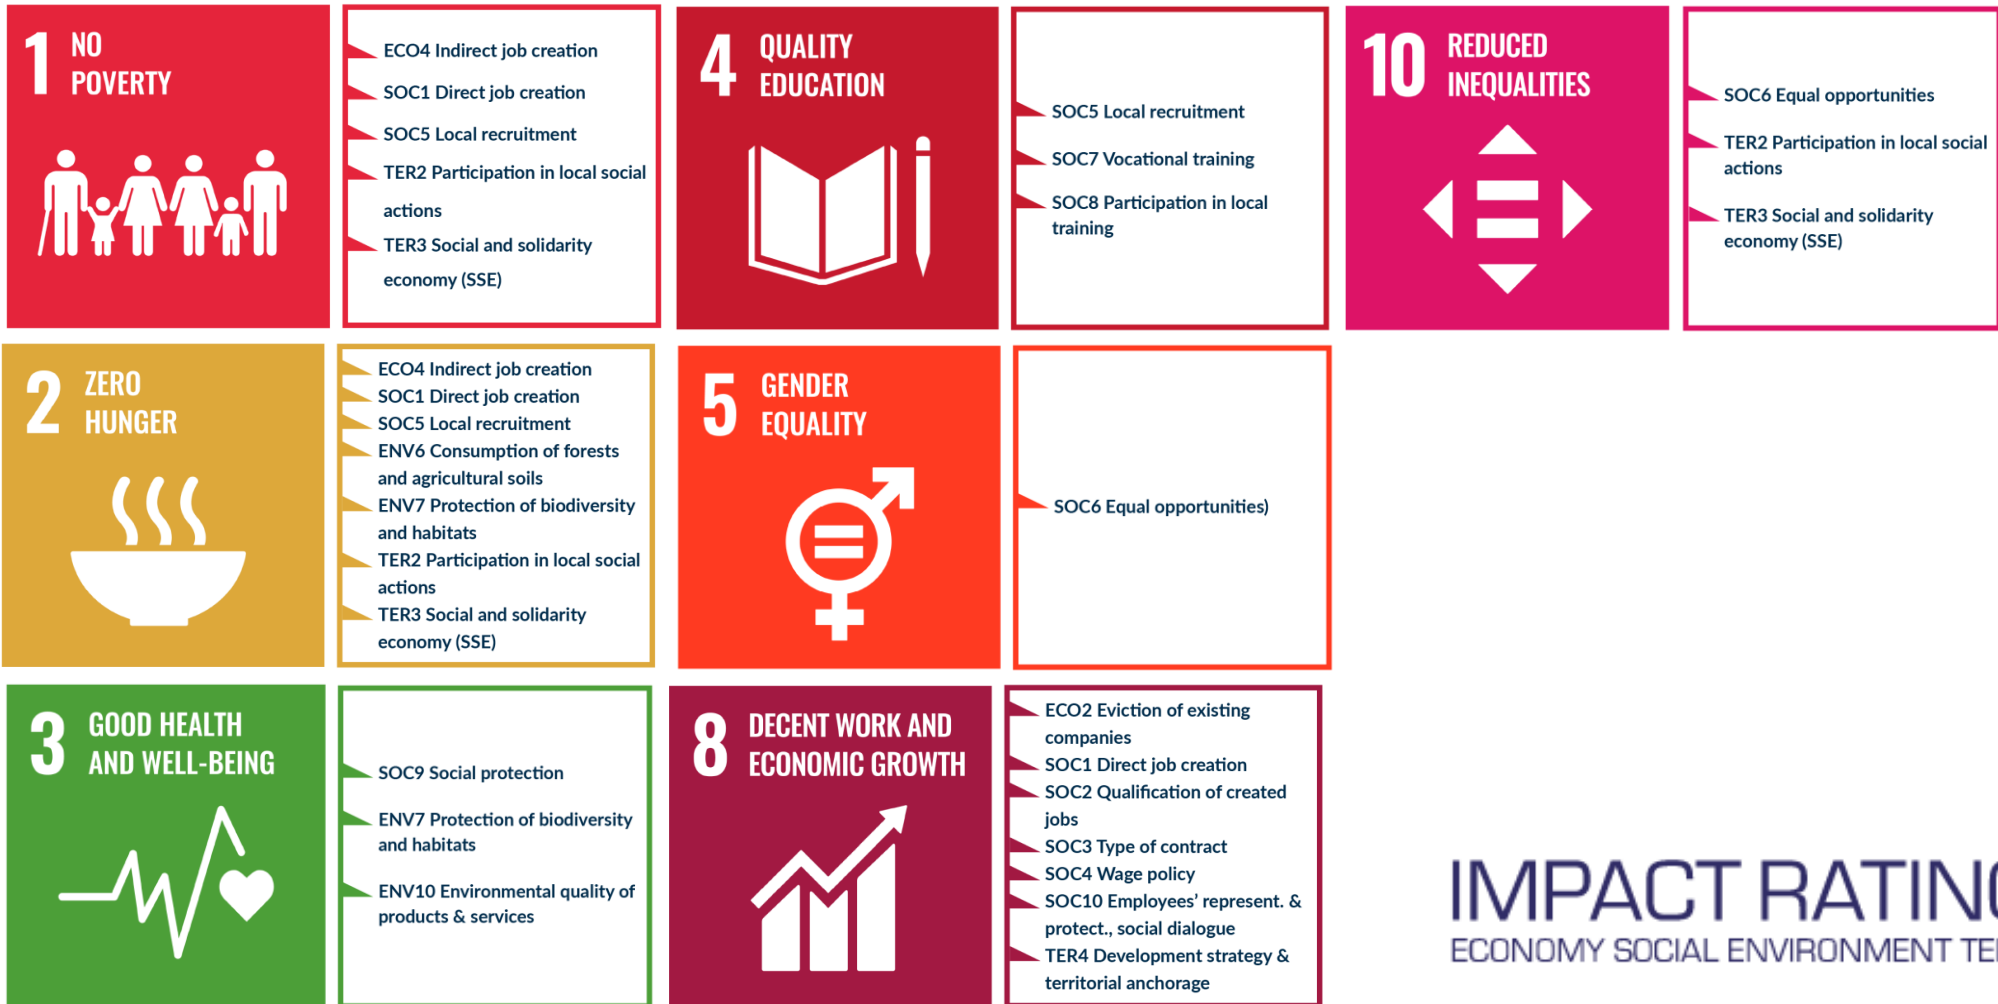 1 NO
POVERTY
ECO4 Indirect job creation
SOC1 Direct job creation
SOC5 Local recruitment
TER2 Participation in local social
actions
TER3 Social and solidarity
economy (SSE)
4 QUALITY
EDUCATION
SOC5 Local recruitment
SOC7 Vocational training
SOC8 Participation in local
training
10 REDUCED
INEQUALITIES
SOC6 Equal opportunities
TER2 Participation in local social
actions
TER3 Social and solidarity
economy (SSE)
2 ZERO
HUNGER
ECO4 Indirect job creation
SOC1 Direct job creation
SOC5 Local recruitment
ENV6 Consumption of forests
and agricultural soils
ENV7 Protection of biodiversity
and habitats
TER2 Participation in local social
actions
TER3 Social and solidarity
economy (SSE)
5 GENDER
EQUALITY
SOC6 Equal opportunities)
3 GOOD HEALTH
AND WELL-BEING
SOC9 Social protection
ENV7 Protection of biodiversity
and habitats
ENV10 Environmental quality of
products & services
8 DECENT WORK AND
ECONOMIC GROWTH
ECO2 Eviction of existing
companies
SOC1 Direct job creation
SOC2 Qualification of created
jobs
SOC3 Type of contract
SOC4 Wage policy
SOC10 Employees’ represent. &
protect., social dialogue
TER4 Development strategy &
territorial anchorage
IMPACT RATING
ECONOMY SOCIAL ENVIRONMENT